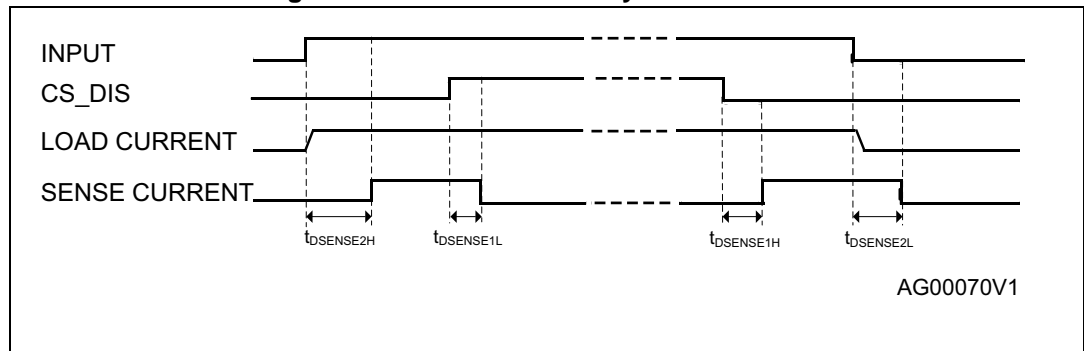 INPUT
CS_DIS
LOAD CURRENT
SENSE CURRENT
tDSENSE2H tDSENSE1L tDSENSE1H tDSENSE2L
AG00070V1